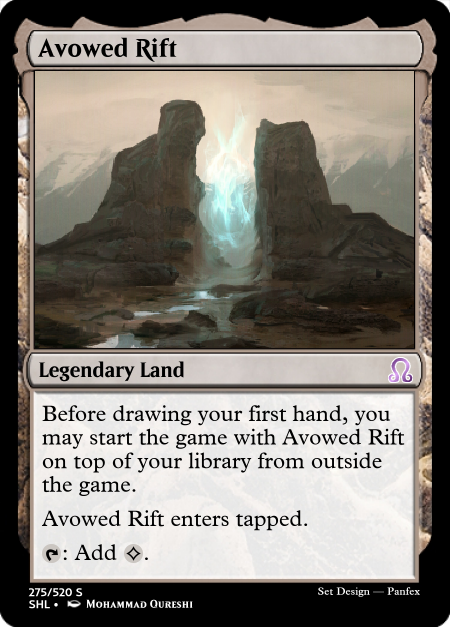 Avowed Rift
Legendary Land
Before drawing your first hand, you
may start the game with Avowed Rift
on top of your library from outside
the game.
Avowed Rift enters tapped.
: Add .
275/520 S
Set Design — Panfex
SHL • Mohammad Qureshi